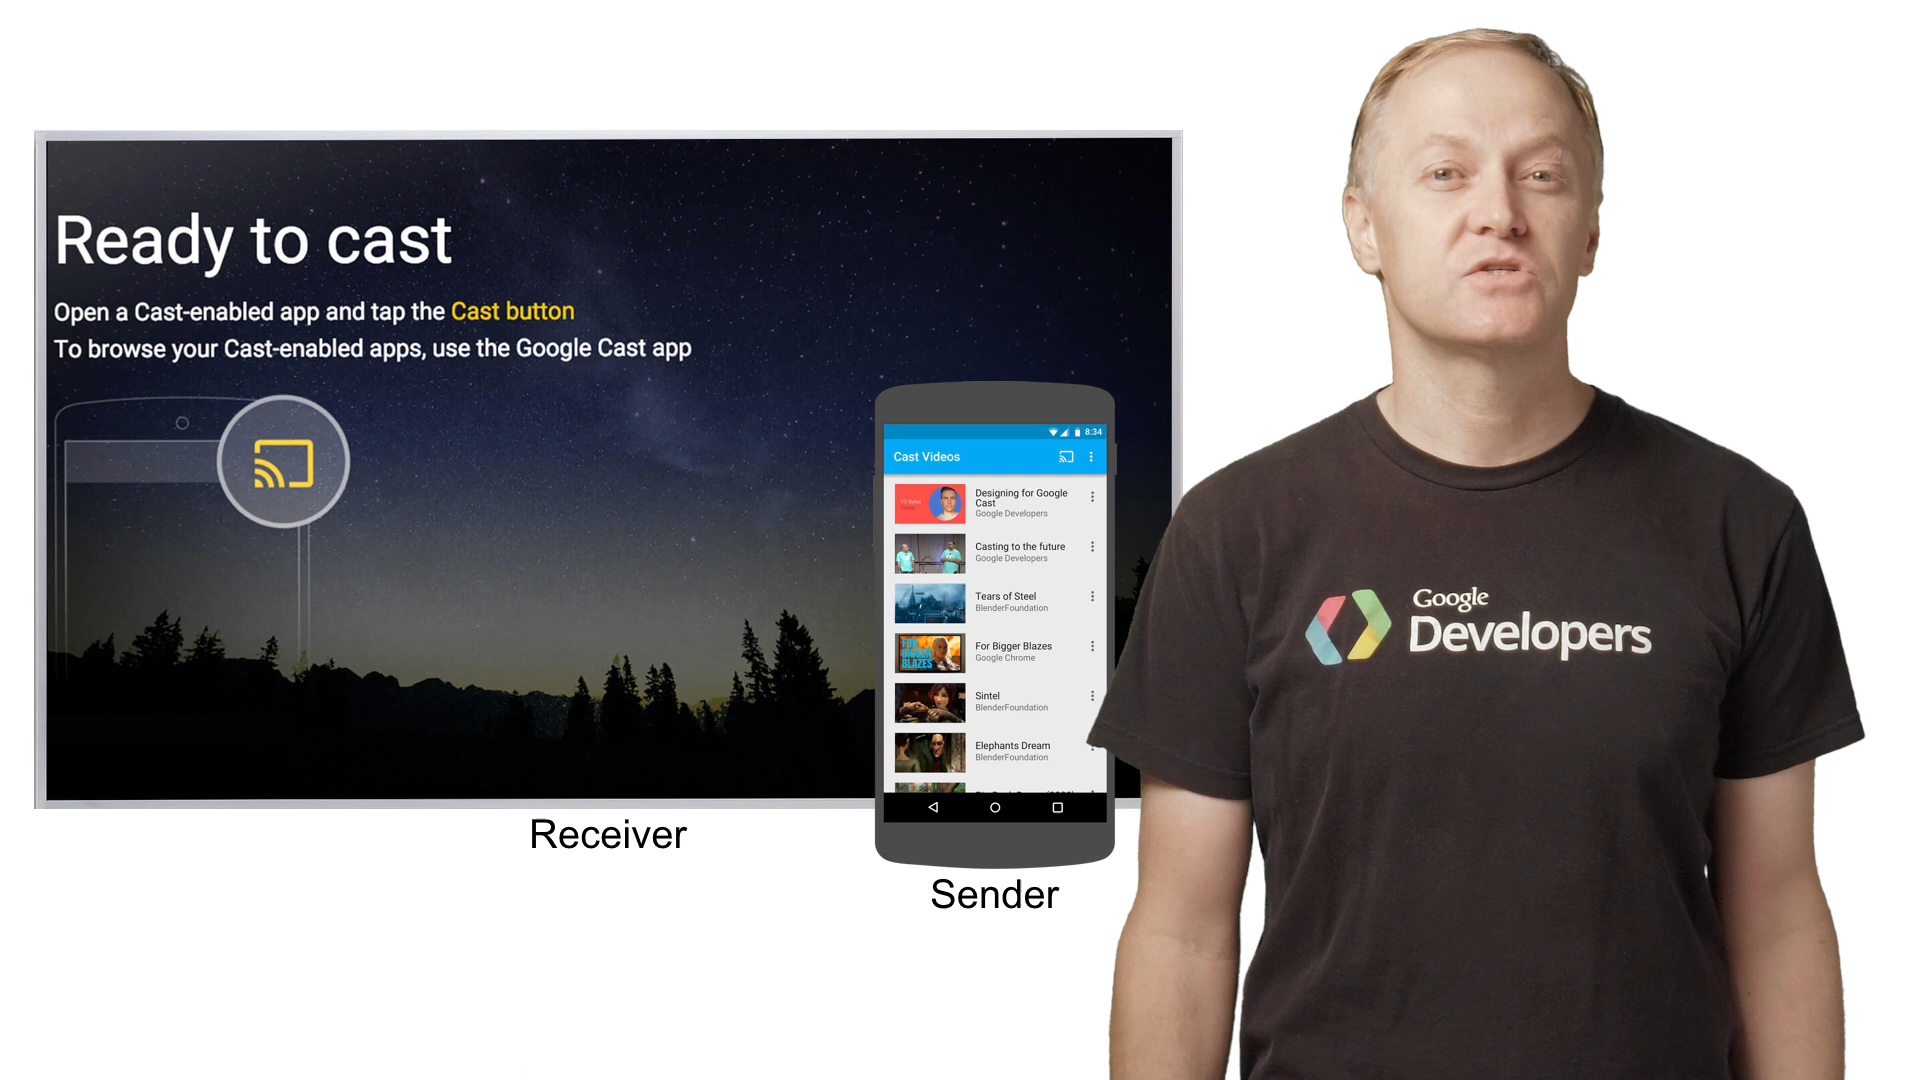 Ready to cast
Open a Cast-enabled app and tap the Cast button
To browse your Cast-enabled apps, use the Google Cast app
8:34
Cast Videos
Designing for Google
Cast
Google Developers
Casting to the future
Google Developers
Tears of Steel
BlenderFoundation
FOR
BIGGER
BLAZES
For Bigger Blazes
Google Chrome
Sintel
BlenderFoundation
Elephants Dream
BlenderFoundation
Receiver
Sender
Google
Developers